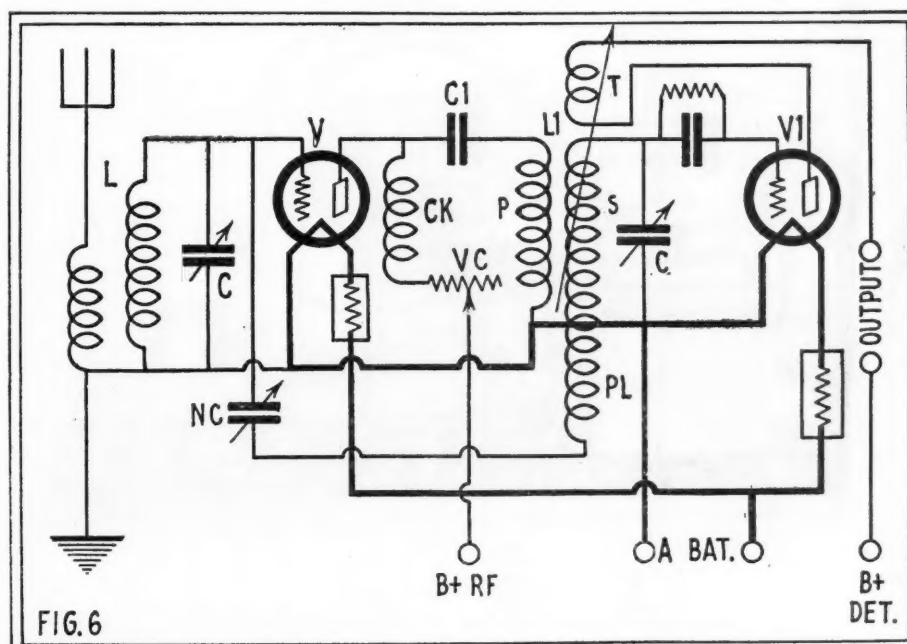 T
C1
V
L1
V1
L
CK
P
S
VC
C
C
OUTPUT
NC
PL
A BAT.
B+ RF
B+
DET.
FIG.6